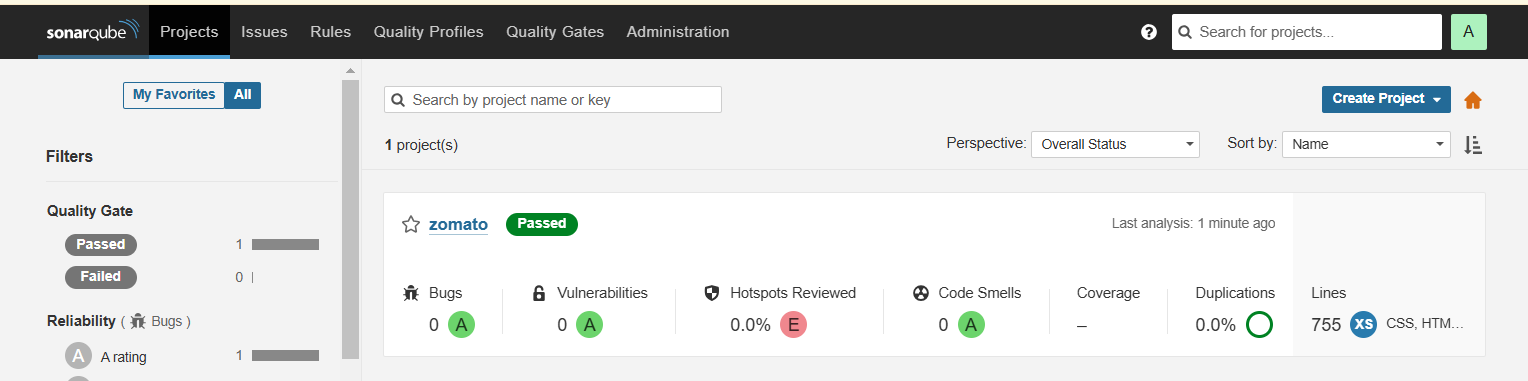 sonarqube Projects Issues Rules Quality Profiles Quality Gates Administration ? Search for projects... A
My Favorites All
Search by project name or key
Create Project
1 project(s)
Perspective: Overall Status
Sort by: Name
Filters
Quality Gate
Passed 1
Failed 0
Reliability ( Bugs )
A A rating 1
zomato Passed
Last analysis: 1 minute ago
Bugs Vulnerabilities Hotspots Reviewed Code Smells Coverage Duplications Lines
0 A 0 A 0.0% E 0 A – 0.0% 755 XS CSS, HTM...